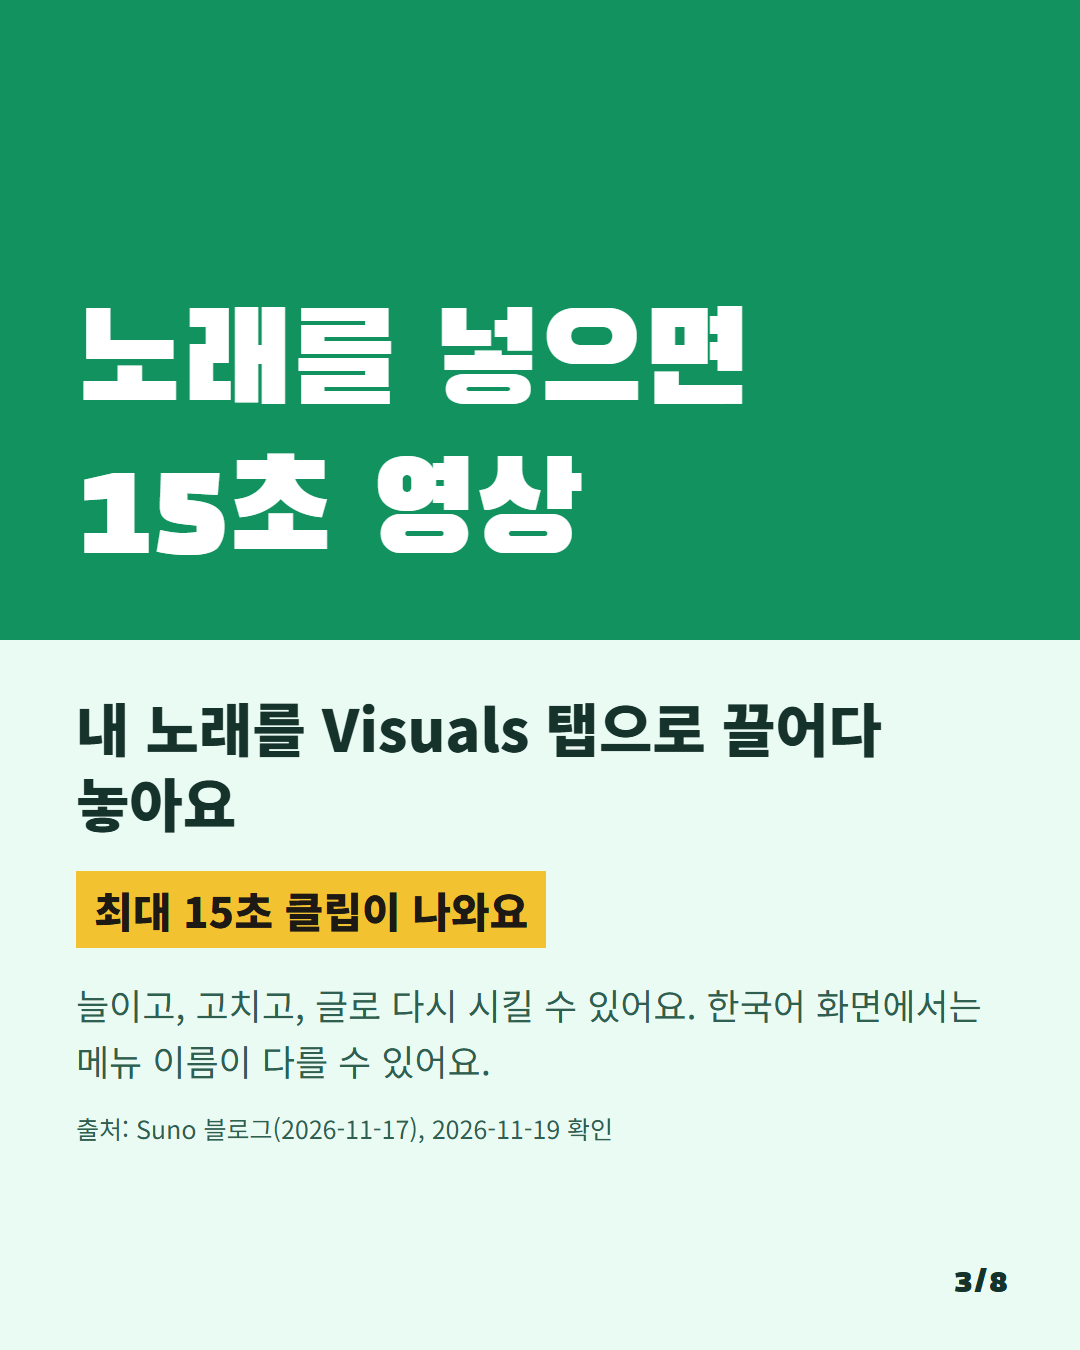 노래를 넣으면
15초 영상
내 노래를 Visuals 탭으로 끌어다
놓아요
최대 15초 클립이 나와요
늘이고, 고치고, 글로 다시 시킬 수 있어요. 한국어 화면에서는
메뉴 이름이 다를 수 있어요.
출처: Suno 블로그(2026-11-17), 2026-11-19 확인
3/8